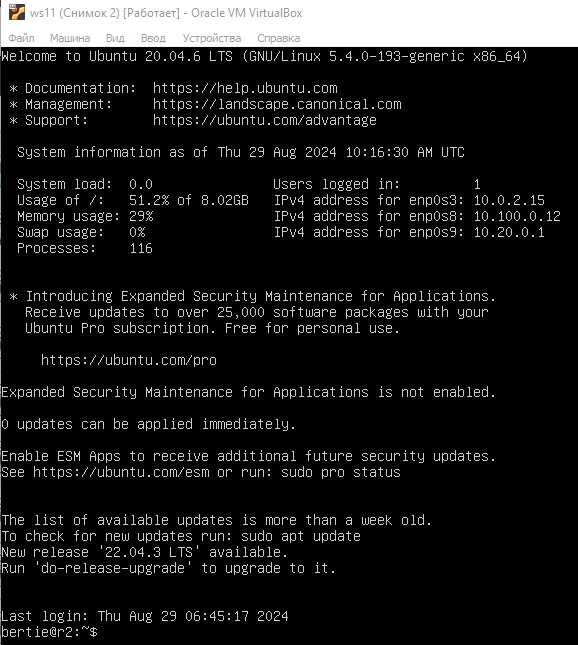 ws11 (Снимок 2) [Работает] - Oracle VM VirtualBox
Файл Машина Вид Ввод Устройства Справка
Welcome to Ubuntu 20.04.6 LTS (GNU/Linux 5.4.0-193-generic x86_64)
* Documentation: https://help.ubuntu.com
* Management: https://landscape.canonical.com
* Support: https://ubuntu.com/advantage
System information as of Thu 29 Aug 2024 10:16:30 AM UTC
System load: 0.0 Users logged in: 1
Usage of /: 51.2% of 8.02GB IPv4 address for enp0s3: 10.0.2.15
Memory usage: 29% IPv4 address for enp0s8: 10.100.0.12
Swap usage: 0% IPv4 address for enp0s9: 10.20.0.1
Processes: 116
* Introducing Expanded Security Maintenance for Applications.
Receive updates to over 25,000 software packages with your
Ubuntu Pro subscription. Free for personal use.
https://ubuntu.com/pro
Expanded Security Maintenance for Applications is not enabled.
0 updates can be applied immediately.
Enable ESM Apps to receive additional future security updates.
See https://ubuntu.com/esm or run: sudo pro status
The list of available updates is more than a week old.
To check for new updates run: sudo apt update
New release '22.04.3 LTS' available.
Run 'do-release-upgrade' to upgrade to it.
Last login: Thu Aug 29 06:45:17 2024
bertie@r2:~$